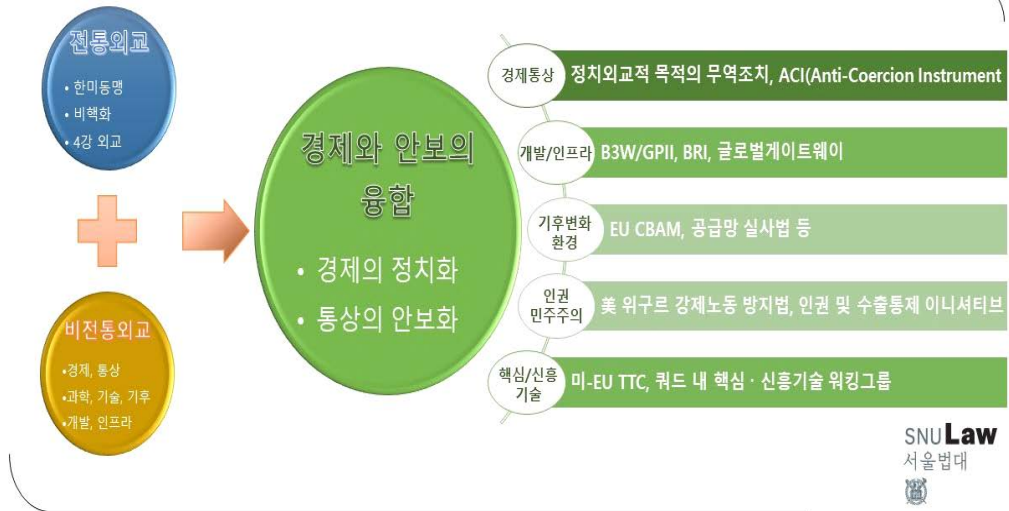 전통외교
• 한미동맹
• 비핵화
• 4강 외교
비전통외교
•경제, 통상
•과학, 기술, 기후
•개발, 인프라
경제와 안보의
융합
• 경제의 정치화
• 통상의 안보화
경제통상
정치외교적 목적의 무역조치, ACI(Anti-Coercion Instrument
개발/인프라
B3W/GPII, BRI, 글로벌게이트웨이
기후변화
환경
EU CBAM, 공급망 실사법 등
인권
민주주의
美 위구르 강제노동 방지법, 인권 및 수출통제 이니셔티브
핵심/신흥
기술
미-EU TTC, 쿼드 내 핵심 · 신흥기술 워킹그룹
SNU Law
서울법대